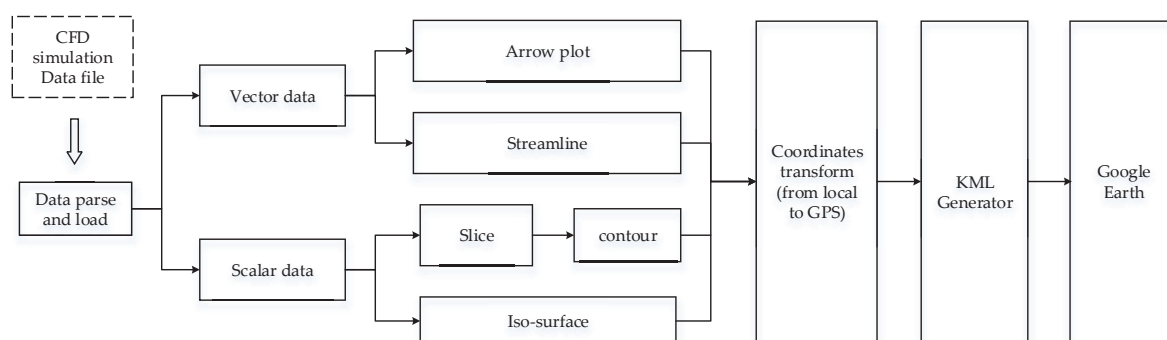 CFD
simulation
Data file
Data parse
and load
Vector data
Scalar data
Arrow plot
Streamline
Slice
contour
Iso-surface
Coordinates
transform
(from local
to GPS)
KML
Generator
Google
Earth